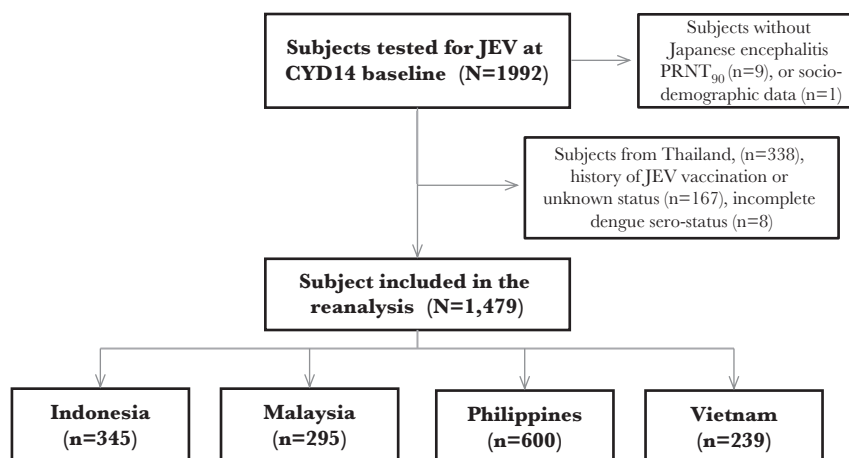 Subjects tested for JEV at
CYD14 baseline (N=1992)
Subjects without
Japanese encephalitis
PRNT90 (n=9), or socio-
demographic data (n=1)
Subjects from Thailand, (n=338),
history of JEV vaccination or
unknown status (n=167), incomplete
dengue sero-status (n=8)
Subject included in the
reanalysis (N=1,479)
Indonesia
(n=345)
Malaysia
(n=295)
Philippines
(n=600)
Vietnam
(n=239)